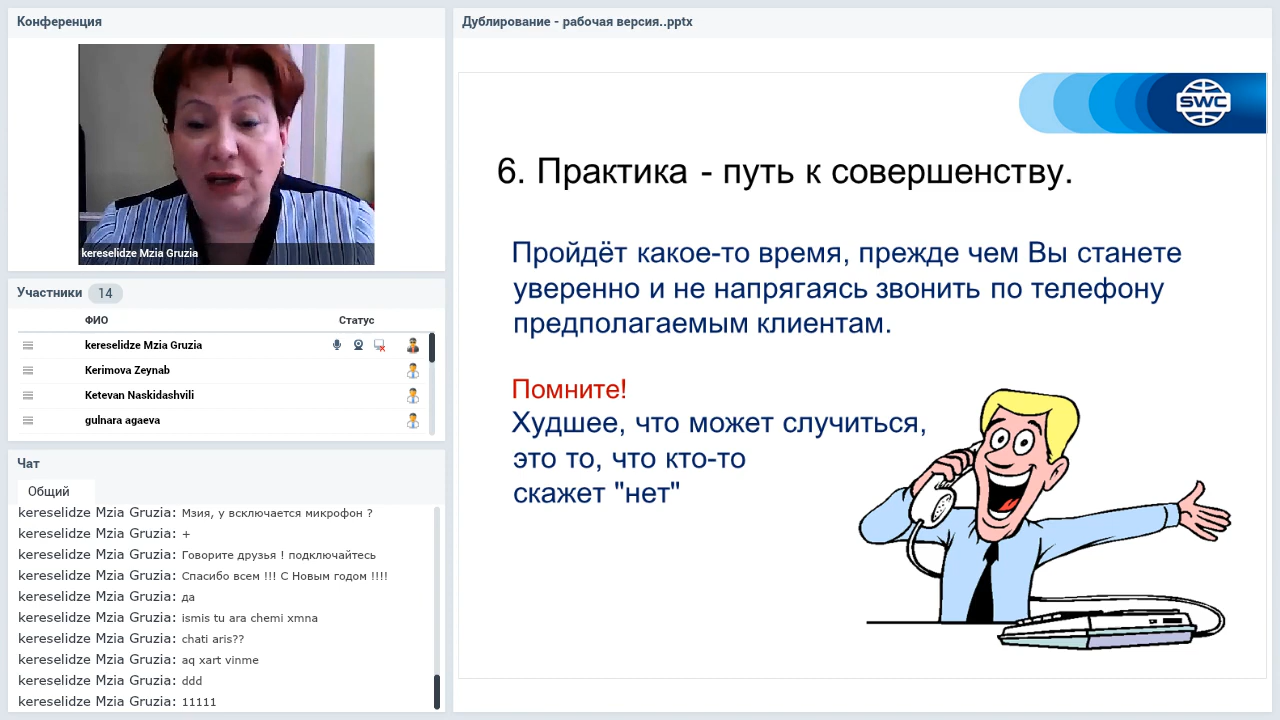 Конференция
kereselidze Mzia Gruzia
Участники 14
ФИО Статус
kereselidze Mzia Gruzia
Kerimova Zeynab
Ketevan Naskidashvili
gulnara agaeva
Чат
Общий
kereselidze Mzia Gruzia: Мзия, у всключается микрофон ?
kereselidze Mzia Gruzia: +
kereselidze Mzia Gruzia: Говорите друзья ! подключайтесь
kereselidze Mzia Gruzia: Спасибо всем !!! С Новым годом !!!!
kereselidze Mzia Gruzia: да
kereselidze Mzia Gruzia: ismis tu ara chemi xmna
kereselidze Mzia Gruzia: chati aris??
kereselidze Mzia Gruzia: aq xart vinme
kereselidze Mzia Gruzia: ddd
kereselidze Mzia Gruzia: 11111
Дублирование - рабочая версия..pptx
SWC
6. Практика - путь к совершенству.
Пройдёт какое-то время, прежде чем Вы станете
уверенно и не напрягаясь звонить по телефону
предполагаемым клиентам.
Помните!
Худшее, что может случиться,
это то, что кто-то
скажет "нет"